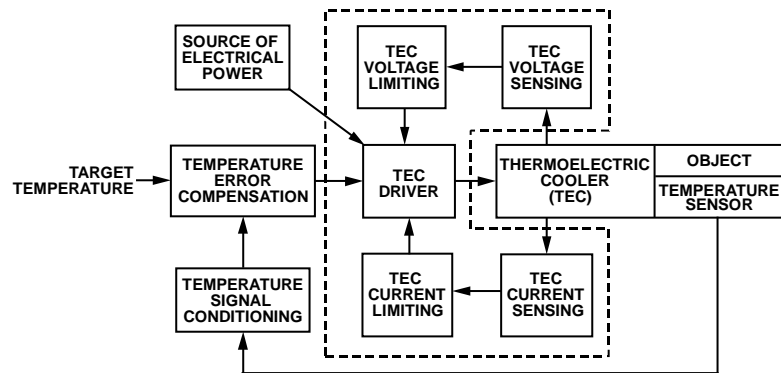 SOURCE OF
ELECTRICAL
POWER
TEC
VOLTAGE
LIMITING
TEC
VOLTAGE
SENSING
TARGET
TEMPERATURE
TEMPERATURE
ERROR
COMPENSATION
TEC
DRIVER
THERMOELECTRIC
COOLER
(TEC)
OBJECT
TEMPERATURE
SENSOR
TEMPERATURE
SIGNAL
CONDITIONING
TEC
CURRENT
LIMITING
TEC
CURRENT
SENSING